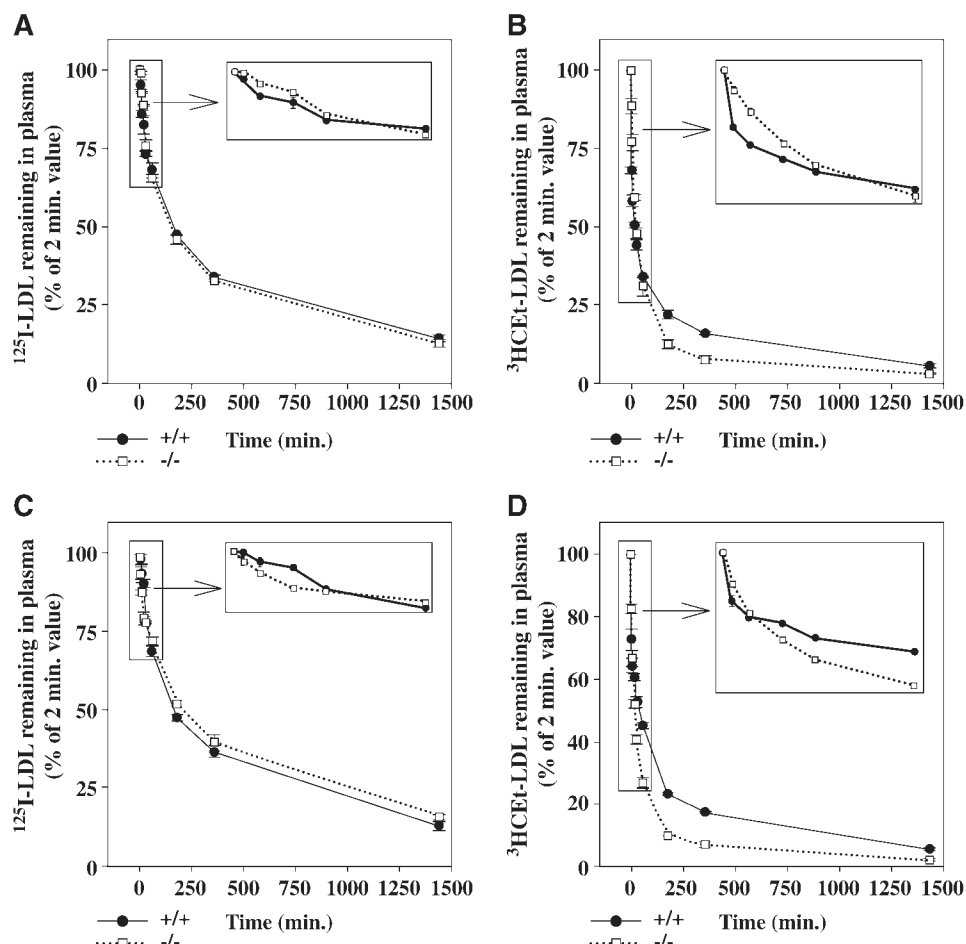 A
¹²⁵I-LDL remaining in plasma
(% of 2 min. value)
100
75
50
25
0
0 250 500 750 1000 1250 1500
+/+ Time (min.)
-/-
B
³HCEt-LDL remaining in plasma
(% of 2 min. value)
100
75
50
25
0
0 250 500 750 1000 1250 1500
+/+ Time (min.)
-/-
C
¹²⁵I-LDL remaining in plasma
(% of 2 min. value)
100
75
50
25
0
0 250 500 750 1000 1250 1500
+/+ Time (min.)
-/-
D
³HCEt-LDL remaining in plasma
(% of 2 min. value)
100
80
60
40
20
0
0 250 500 750 1000 1250 1500
+/+ Time (min.)
-/-